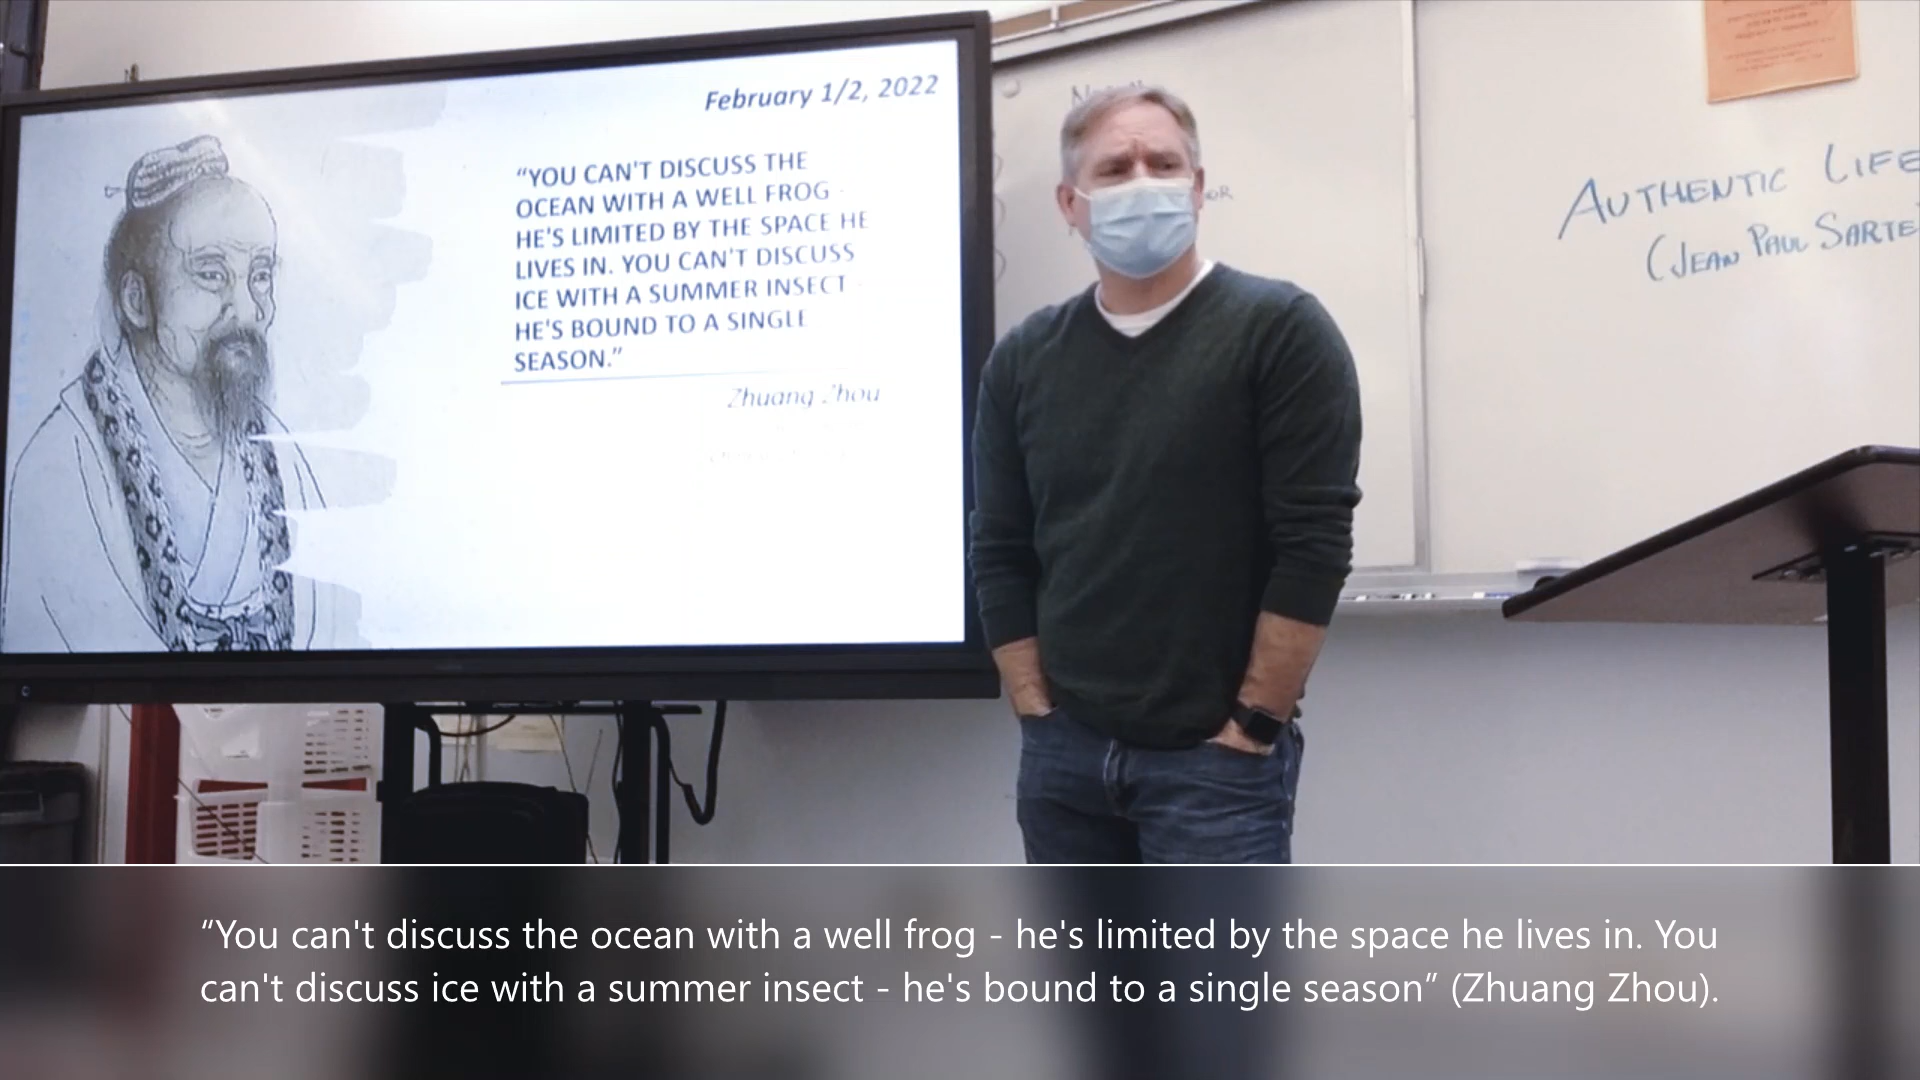 February 1/2, 2022
“YOU CAN'T DISCUSS THE
OCEAN WITH A WELL FROG -
HE'S LIMITED BY THE SPACE HE
LIVES IN. YOU CAN'T DISCUSS
ICE WITH A SUMMER INSECT -
HE'S BOUND TO A SINGLE
SEASON.”
Zhuang Zhou
AUTHENTIC LIFE
(JEAN PAUL SARTE
“You can't discuss the ocean with a well frog - he's limited by the space he lives in. You
can't discuss ice with a summer insect - he's bound to a single season” (Zhuang Zhou).